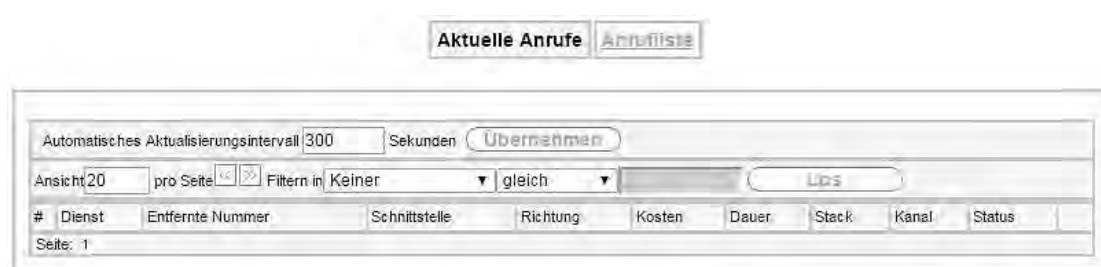 Aktuelle Anrufe Anrufliste
Automatisches Aktualisierungsintervall 300 Sekunden Übernehmen
Ansicht 20 pro Seite << >> Filtern in Keiner gleich Los
# Dienst Entfernte Nummer Schnittstelle Richtung Kosten Dauer Stack Kanal Status
Seite: 1